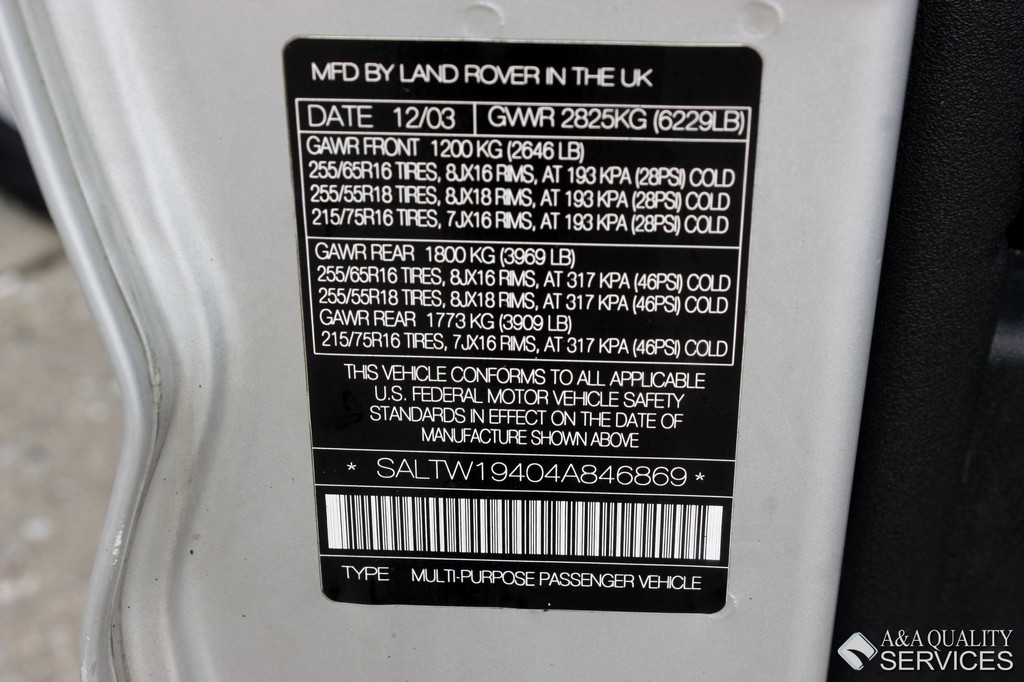 MFD BY LAND ROVER IN THE UK
DATE 12/03 GVWR 2825KG (6229LB)
GAWR FRONT 1200 KG (2646 LB)
255/65R16 TIRES, 8JX16 RIMS, AT 193 KPA (28PSI) COLD
255/55R18 TIRES, 8JX18 RIMS, AT 193 KPA (28PSI) COLD
215/75R16 TIRES, 7JX16 RIMS, AT 193 KPA (28PSI) COLD
GAWR REAR 1800 KG (3969 LB)
255/65R16 TIRES, 8JX16 RIMS, AT 317 KPA (46PSI) COLD
255/55R18 TIRES, 8JX18 RIMS, AT 317 KPA (46PSI) COLD
GAWR REAR 1773 KG (3909 LB)
215/75R16 TIRES, 7JX16 RIMS, AT 317 KPA (46PSI) COLD
THIS VEHICLE CONFORMS TO ALL APPLICABLE
U.S. FEDERAL MOTOR VEHICLE SAFETY
STANDARDS IN EFFECT ON THE DATE OF
MANUFACTURE SHOWN ABOVE
* SALTW19404A846869 *
TYPE MULTI-PURPOSE PASSENGER VEHICLE
A&A QUALITY
SERVICES